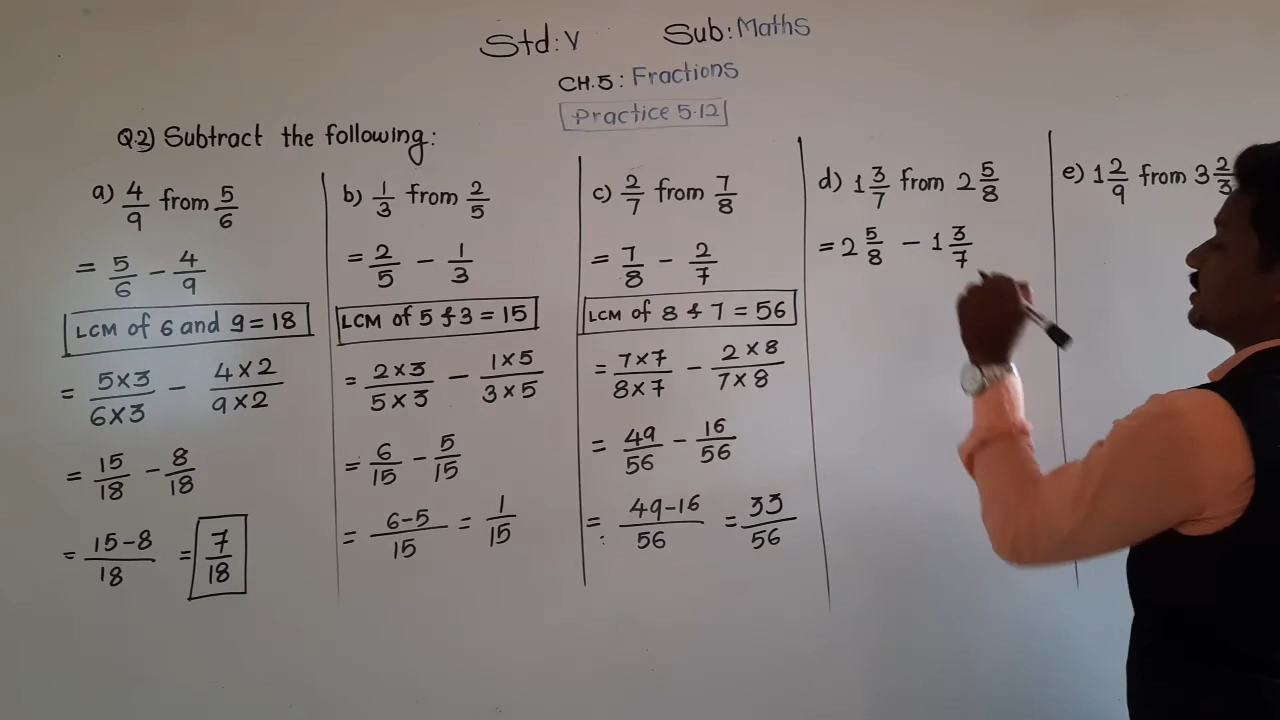 Std: V Sub: Maths
CH.5: Fractions
Practice 5.12
Q.2) Subtract the following:
a) 4/9 from 5/6
= 5/6 - 4/9
LCM of 6 and 9 = 18
= 5×3/6×3 - 4×2/9×2
= 15/18 - 8/18
= 15-8/18 = 7/18
b) 1/3 from 2/5
= 2/5 - 1/3
LCM of 5 & 3 = 15
= 2×3/5×3 - 1×5/3×5
= 6/15 - 5/15
= 6-5/15 = 1/15
c) 2/7 from 7/8
= 7/8 - 2/7
LCM of 8 & 7 = 56
= 7×7/8×7 - 2×8/7×8
= 49/56 - 16/56
= 49-16/56 = 33/56
d) 1 3/7 from 2 5/8
= 2 5/8 - 1 3/7
e) 1 2/9 from 3 2/3